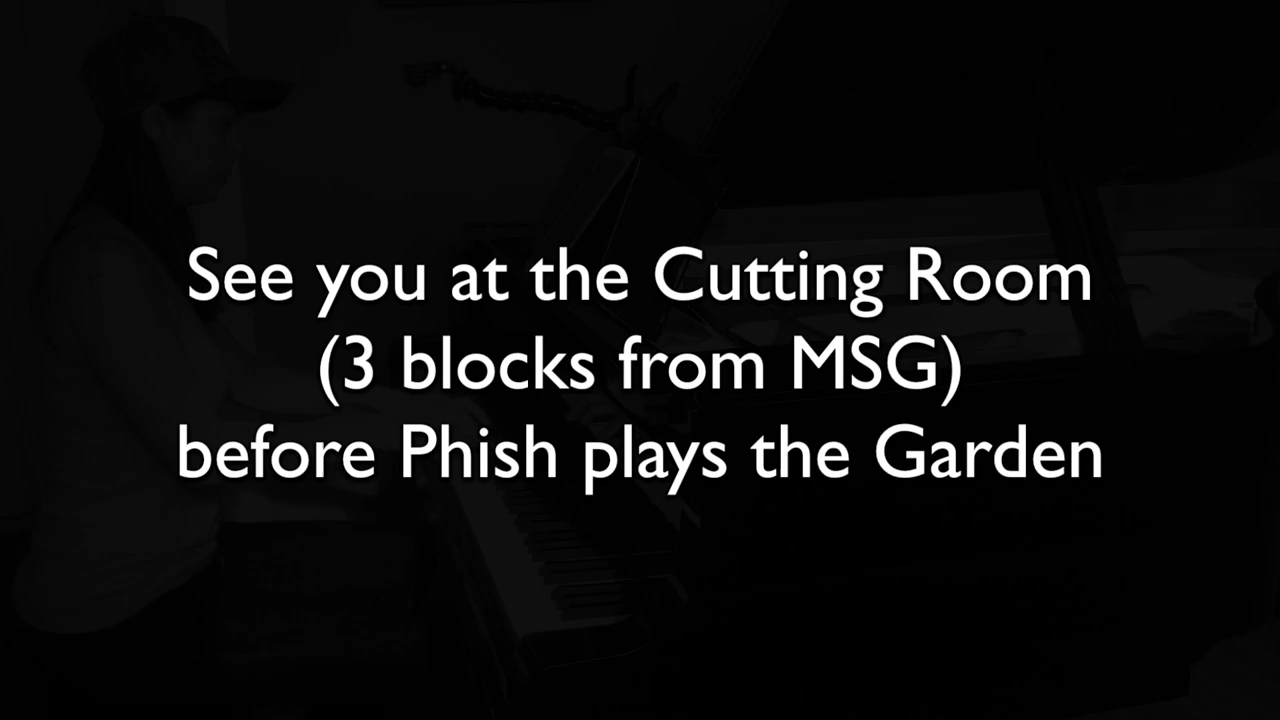 See you at the Cutting Room
(3 blocks from MSG)
before Phish plays the Garden